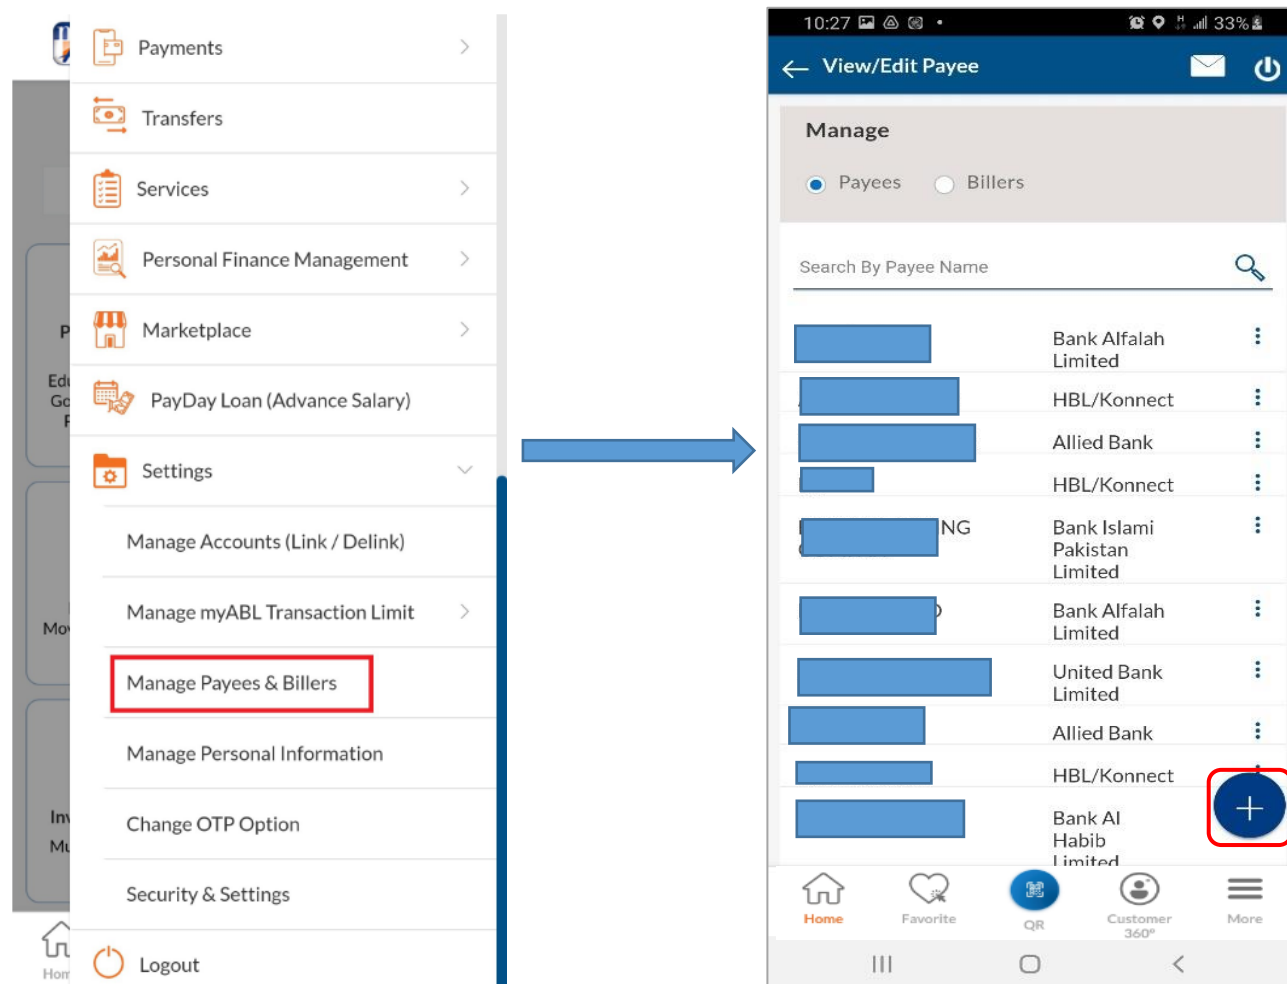 Payments
Transfers
Services
Personal Finance Management
Marketplace
PayDay Loan (Advance Salary)
Settings
Manage Accounts (Link / Delink)
Manage myABL Transaction Limit
Manage Payees & Billers
Manage Personal Information
Change OTP Option
Security & Settings
Logout
10:27
33%
View/Edit Payee
Manage
Payees
Billers
Search By Payee Name
Bank Alfalah
Limited
HBL/Konnect
Allied Bank
HBL/Konnect
NG
Bank Islami
Pakistan
Limited
Bank Alfalah
Limited
United Bank
Limited
Allied Bank
HBL/Konnect
Bank Al
Habib
Limited
Home
Favorite
QR
Customer
360°
More